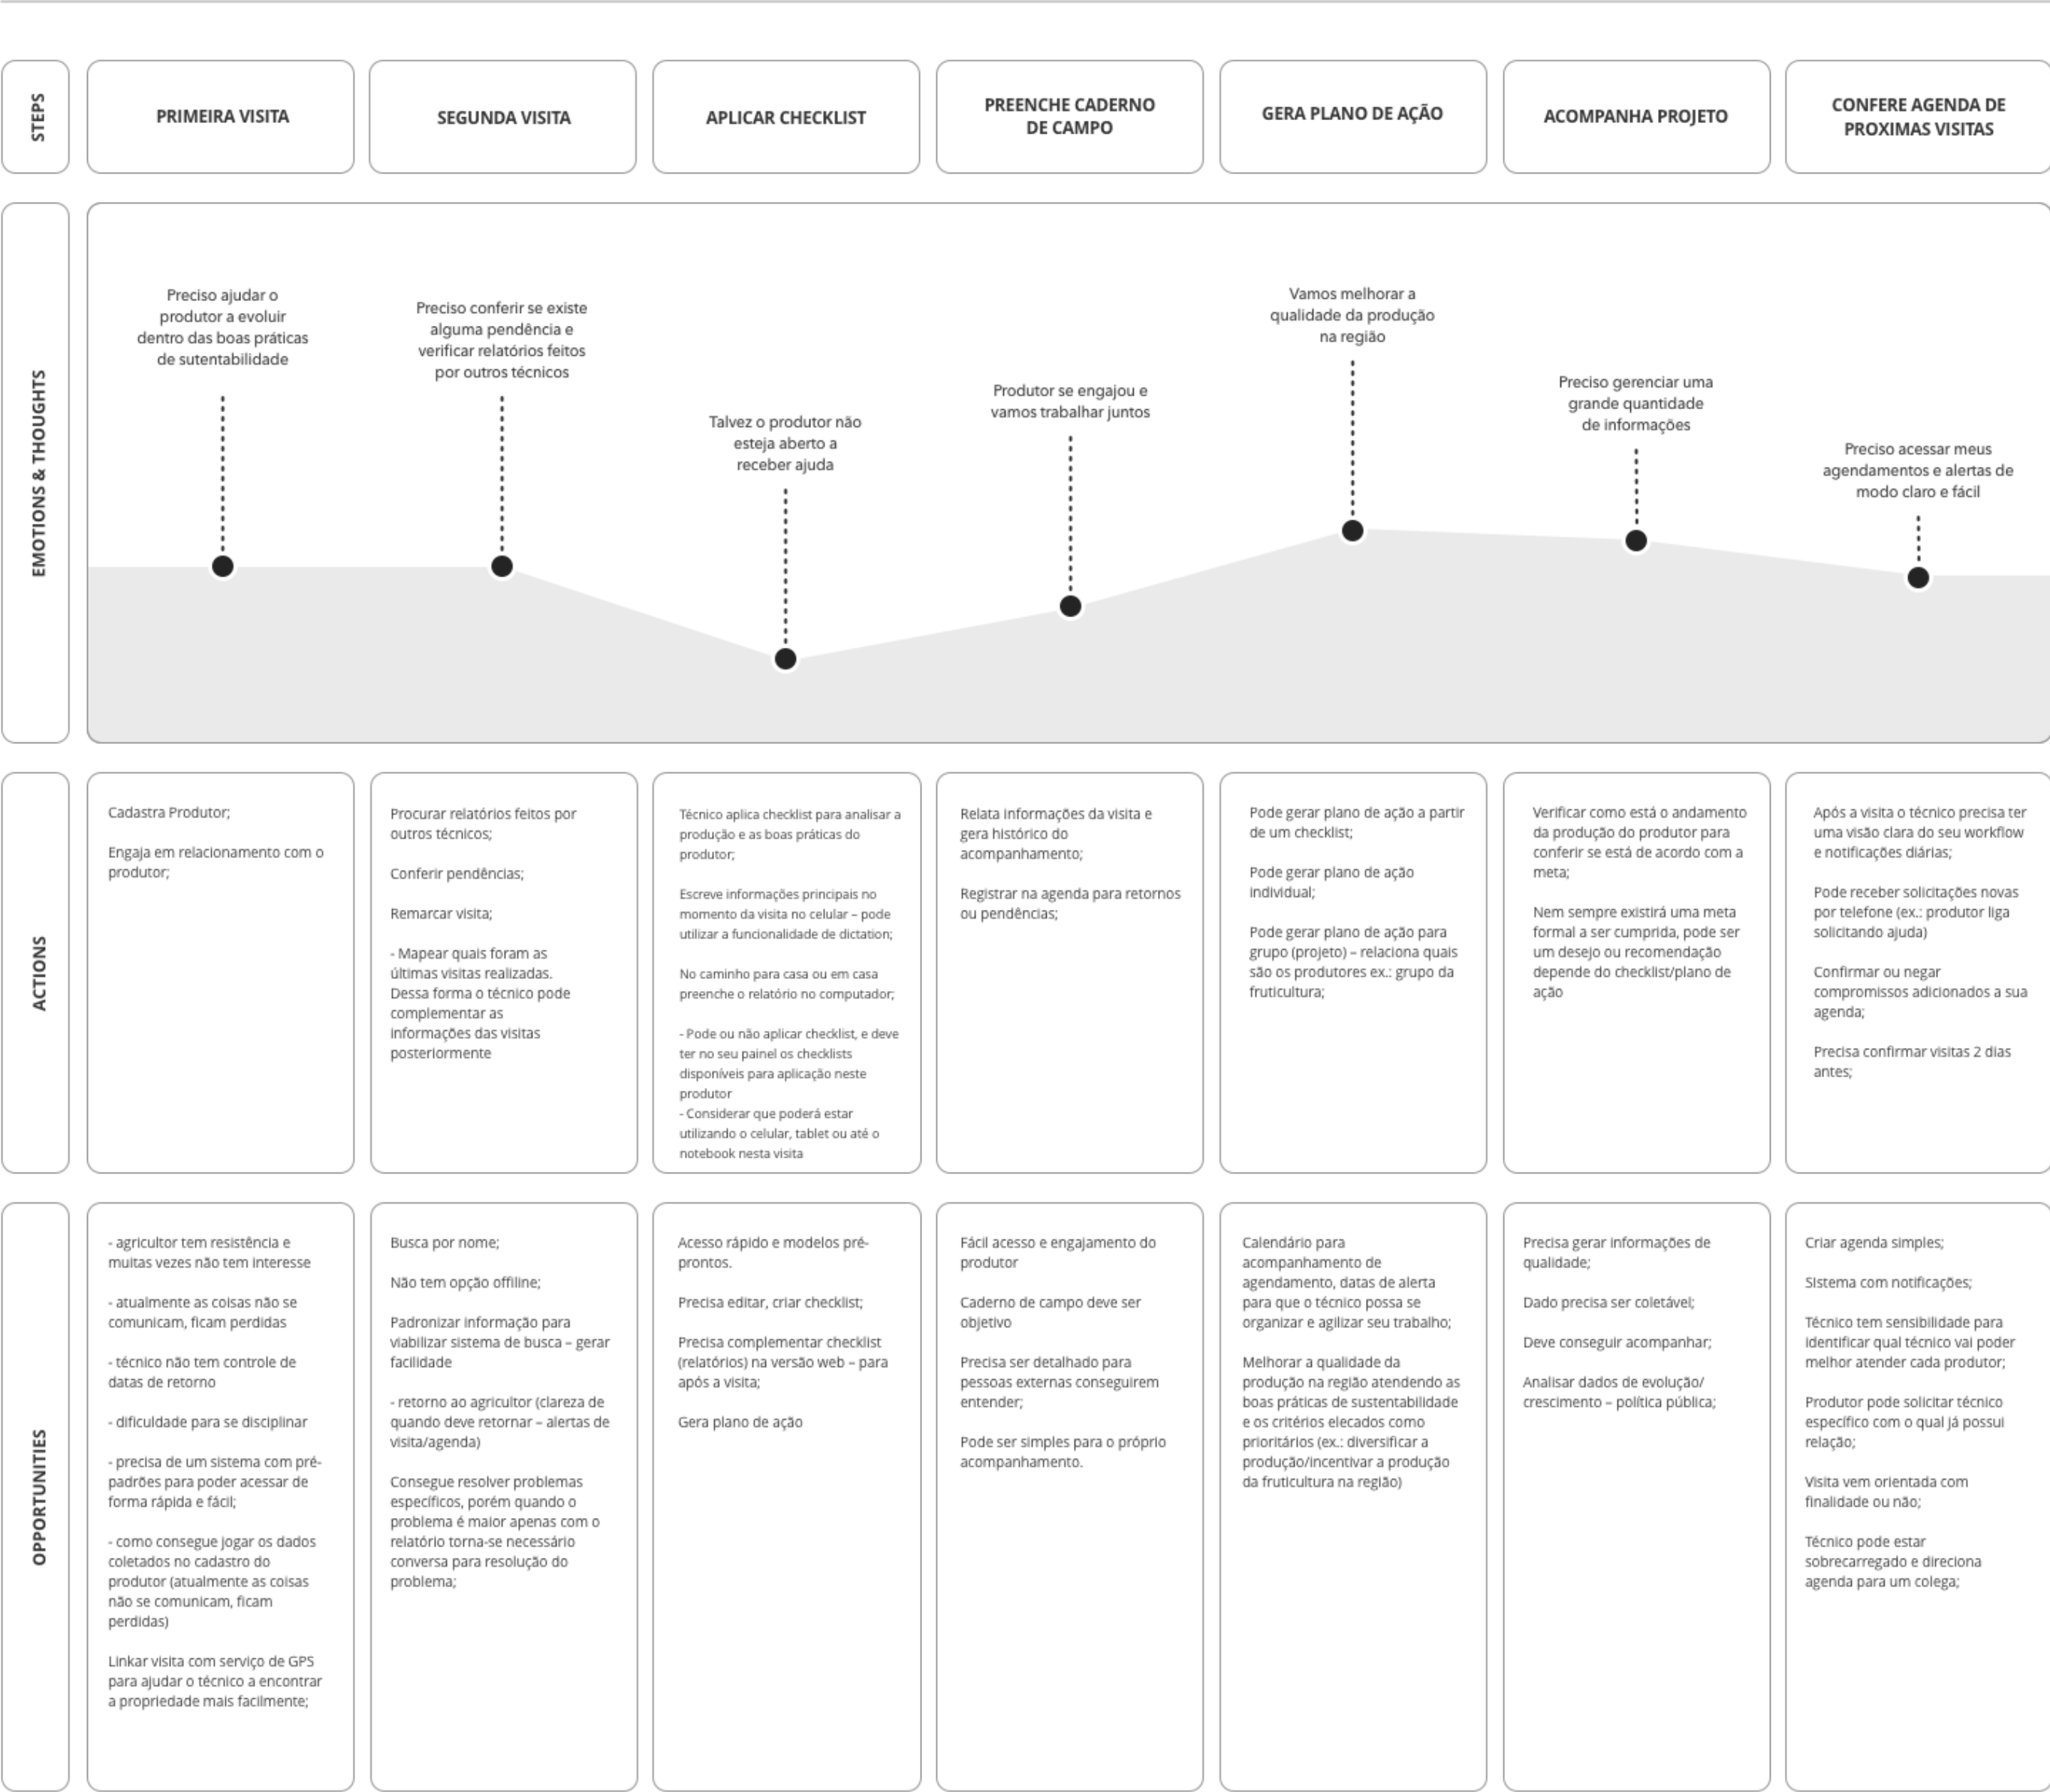 STEPS
PRIMEIRA VISITA
SEGUNDA VISITA
APLICAR CHECKLIST
PREENCHE CADERNO
DE CAMPO
GERA PLANO DE AÇÃO
ACOMPANHA PROJETO
CONFERE AGENDA DE
PROXIMAS VISITAS
EMOTIONS & THOUGHTS
Preciso ajudar o
produtor a evoluir
dentro das boas práticas
de sutentabilidade
Preciso conferir se existe
alguma pendência e
verificar relatórios feitos
por outros técnicos
Talvez o produtor não
esteja aberto a
receber ajuda
Produtor se engajou e
vamos trabalhar juntos
Vamos melhorar a
qualidade da produção
na região
Preciso gerenciar uma
grande quantidade
de informações
Preciso acessar meus
agendamentos e alertas de
modo claro e fácil
ACTIONS
Cadastra Produtor;
Engaja em relacionamento com o
produtor;
Procurar relatórios feitos por
outros técnicos;
Conferir pendências;
Remarcar visita;
- Mapear quais foram as
últimas visitas realizadas.
Dessa forma o técnico pode
complementar as
informações das visitas
posteriormente
Técnico aplica checklist para analisar a
produção e as boas práticas do
produtor;
Escreve informações principais no
momento da visita no celular – pode
utilizar a funcionalidade de dictation;
No caminho para casa ou em casa
preenche o relatório no computador;
- Pode ou não aplicar checklist, e deve
ter no seu painel os checklists
disponíveis para aplicação neste
produtor
- Considerar que poderá estar
utilizando o celular, tablet ou até o
notebook nesta visita
Relata informações da visita e
gera histórico do
acompanhamento;
Registrar na agenda para retornos
ou pendências;
Pode gerar plano de ação a partir
de um checklist;
Pode gerar plano de ação
individual;
Pode gerar plano de ação para
grupo (projeto) – relaciona quais
são os produtores ex.: grupo da
fruticultura;
Verificar como está o andamento
da produção do produtor para
conferir se está de acordo com a
meta;
Nem sempre existirá uma meta
formal a ser cumprida, pode ser
um desejo ou recomendação
depende do checklist/plano de
ação
Após a visita o técnico precisa ter
uma visão clara do seu workflow
e notificações diárias;
Pode receber solicitações novas
por telefone (ex.: produtor liga
solicitando ajuda)
Confirmar ou negar
compromissos adicionados a sua
agenda;
Precisa confirmar visitas 2 dias
antes;
OPPORTUNITIES
- agricultor tem resistência e
muitas vezes não tem interesse
- atualmente as coisas não se
comunicam, ficam perdidas
- técnico não tem controle de
datas de retorno
- dificuldade para se disciplinar
- precisa de um sistema com pré-
padrões para poder acessar de
forma rápida e fácil;
- como consegue jogar os dados
coletados no cadastro do
produtor (atualmente as coisas
não se comunicam, ficam
perdidas)
Linkar visita com serviço de GPS
para ajudar o técnico a encontrar
a propriedade mais facilmente;
Busca por nome;
Não tem opção offiline;
Padronizar informação para
viabilizar sistema de busca – gerar
facilidade
- retorno ao agricultor (clareza de
quando deve retornar – alertas de
visita/agenda)
Consegue resolver problemas
específicos, porém quando o
problema é maior apenas com o
relatório torna-se necessário
conversa para resolução do
problema;
Acesso rápido e modelos pré-
prontos.
Precisa editar, criar checklist;
Precisa complementar checklist
(relatórios) na versão web – para
após a visita;
Gera plano de ação
Fácil acesso e engajamento do
produtor
Caderno de campo deve ser
objetivo
Precisa ser detalhado para
pessoas externas conseguirem
entender;
Pode ser simples para o próprio
acompanhamento.
Calendário para
acompanhamento de
agendamento, datas de alerta
para que o técnico possa se
organizar e agilizar seu trabalho;
Melhorar a qualidade da
produção na região atendendo as
boas práticas de sustentabilidade
e os critérios elecados como
prioritários (ex.: diversificar a
produção/incentivar a produção
da fruticultura na região)
Precisa gerar informações de
qualidade;
Dado precisa ser coletável;
Deve conseguir acompanhar;
Analisar dados de evolução/
crescimento – política pública;
Criar agenda simples;
SIstema com notificações;
Técnico tem sensibilidade para
identificar qual técnico vai poder
melhor atender cada produtor;
Produtor pode solicitar técnico
específico com o qual já possui
relação;
Visita vem orientada com
finalidade ou não;
Técnico pode estar
sobrecarregado e direciona
agenda para um colega;